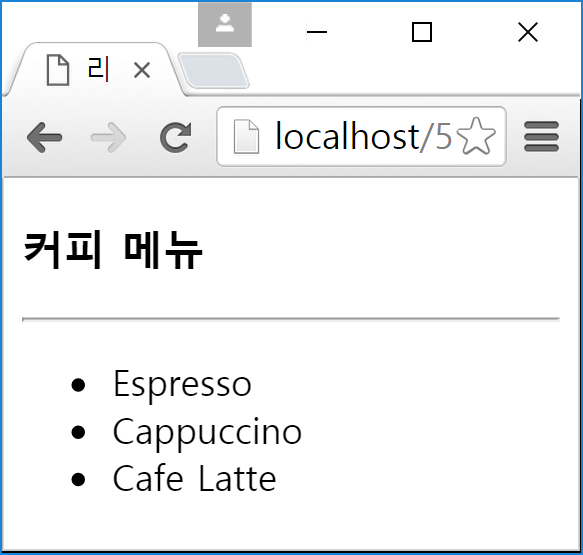 리
localhost/5
커피 메뉴
Espresso
Cappuccino
Cafe Latte